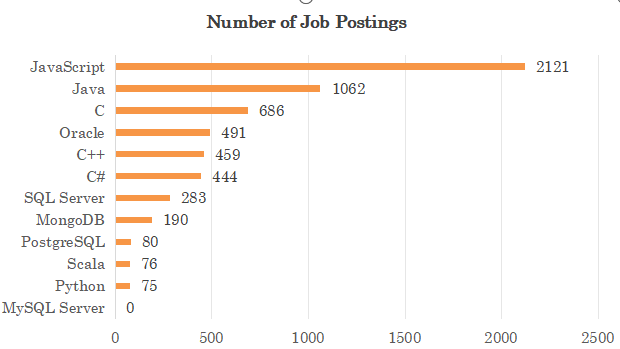 Number of Job Postings
JavaScript 2121
Java 1062
C 686
Oracle 491
C++ 459
C# 444
SQL Server 283
MongoDB 190
PostgreSQL 80
Scala 76
Python 75
MySQL Server 0
0 500 1000 1500 2000 2500